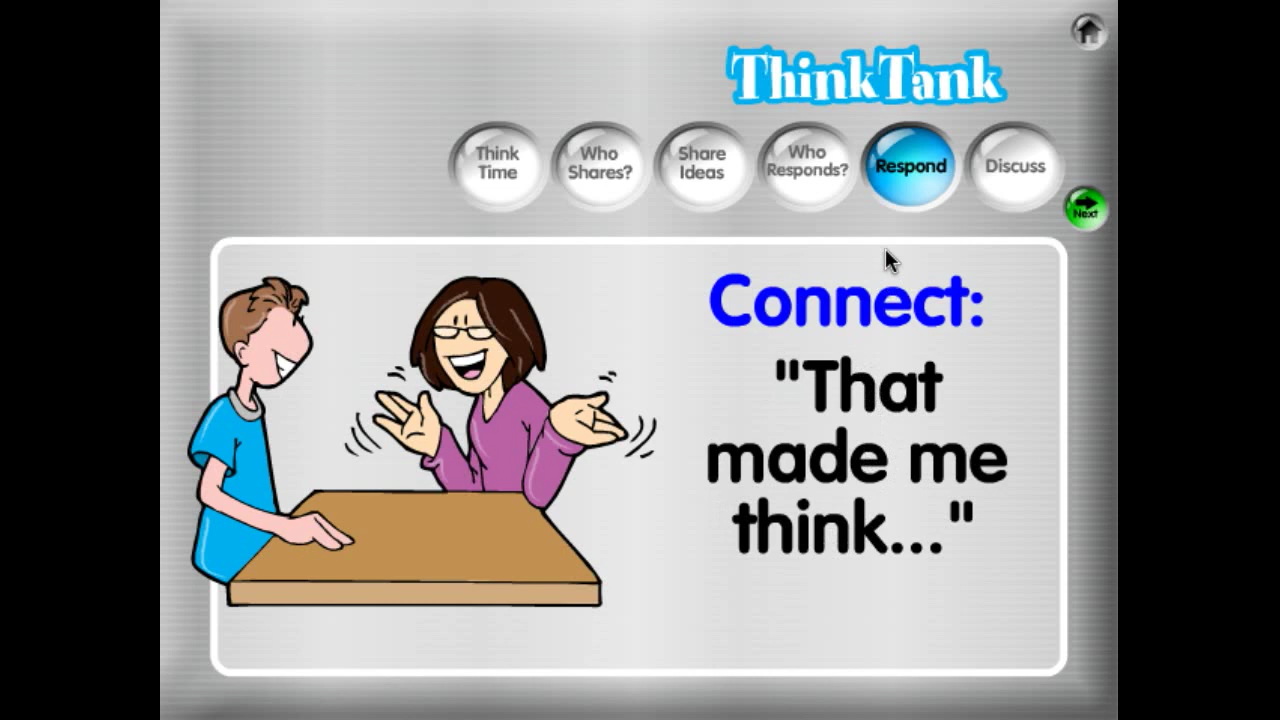 ThinkTank
Think
Time
Who
Shares?
Share
Ideas
Who
Responds?
Respond
Discuss
Next
Connect:
"That
made me
think..."